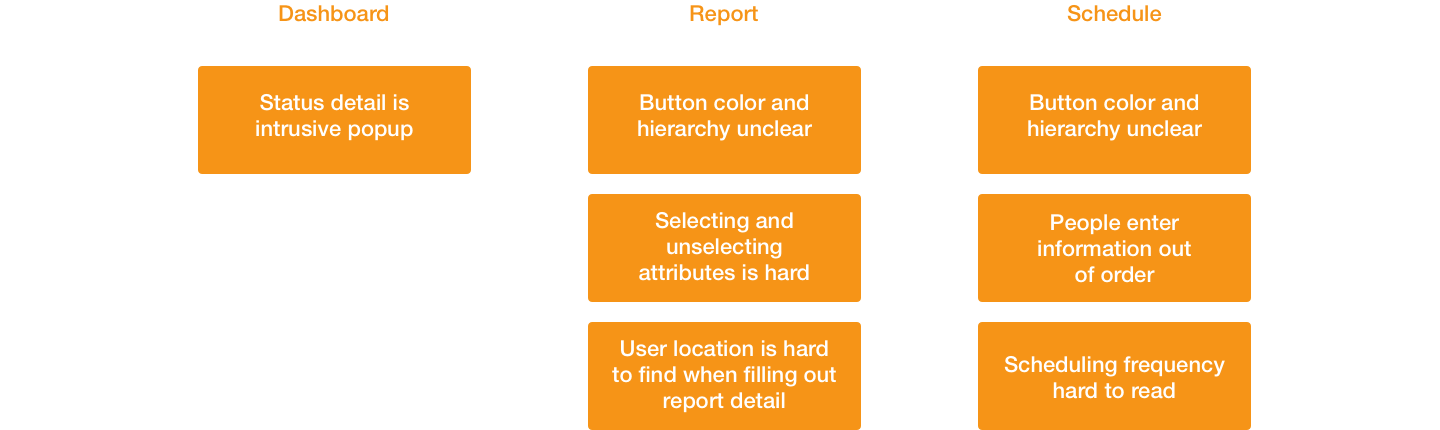 Dashboard
Status detail is
intrusive popup
Report
Button color and
hierarchy unclear
Selecting and
unselecting
attributes is hard
User location is hard
to find when filling out
report detail
Schedule
Button color and
hierarchy unclear
People enter
information out
of order
Scheduling frequency
hard to read